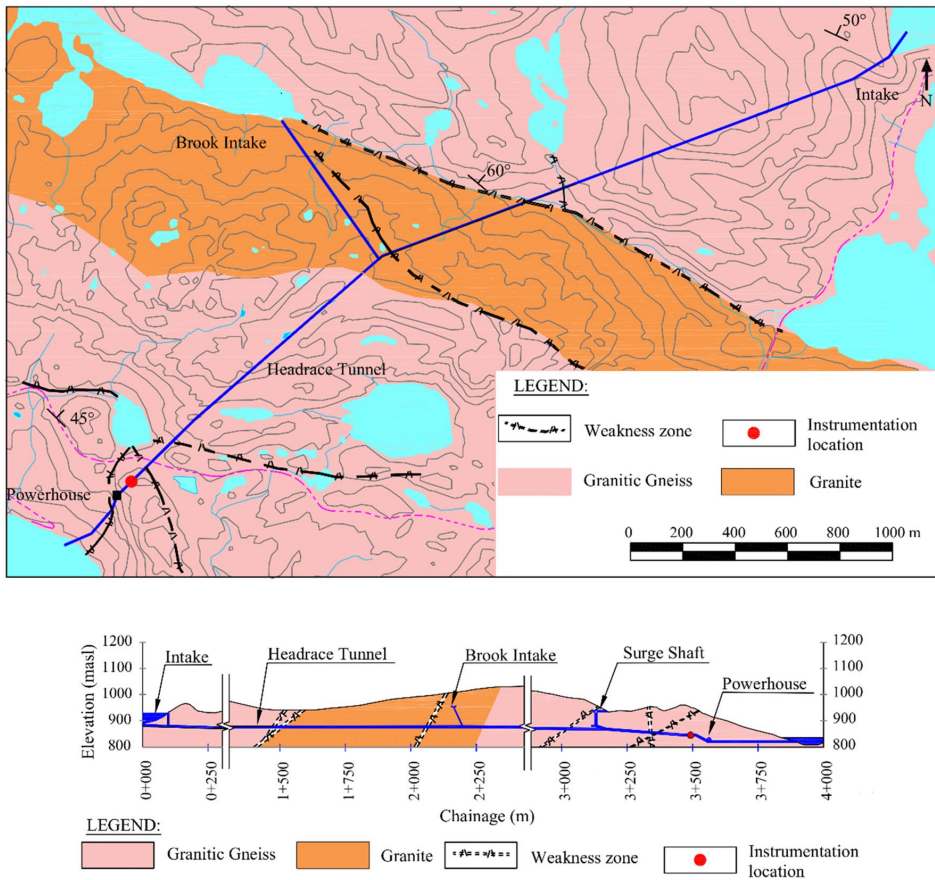 50°
Intake
N
Brook Intake
60°
Headrace Tunnel
LEGEND:
Weakness zone
Instrumentation
location
45°
Powerhouse
Granitic Gneiss
Granite
0 200 400 600 800 1000 m
1200
1200
Intake
Headrace Tunnel
Brook Intake
Surge Shaft
1100
1100
Powerhouse
1000
1000
900
900
800
800
Elevation (masl)
0+000
0+250
1+500
2+000
2+250
3+000
3+250
3+500
3+750
4+000
Chainage (m)
LEGEND:
Granitic Gneiss
Granite
Weakness zone
Instrumentation
location